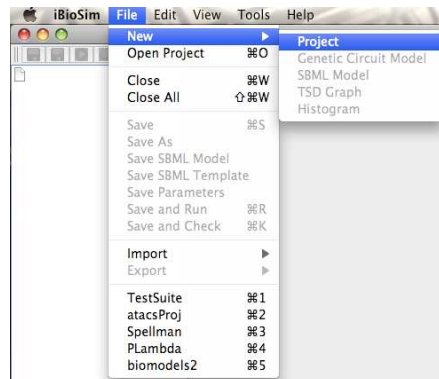 iBioSim File Edit View Tools Help
New
Open Project ⌘O
Close ⌘W
Close All ⇧⌘W
Save ⌘S
Save As
Save SBML Model
Save SBML Template
Save Parameters
Save and Run ⌘R
Save and Check ⌘K
Import
Export
TestSuite ⌘1
atacsProj ⌘2
Spellman ⌘3
PLambda ⌘4
biomodels2 ⌘5
Project
Genetic Circuit Model
SBML Model
TSD Graph
Histogram